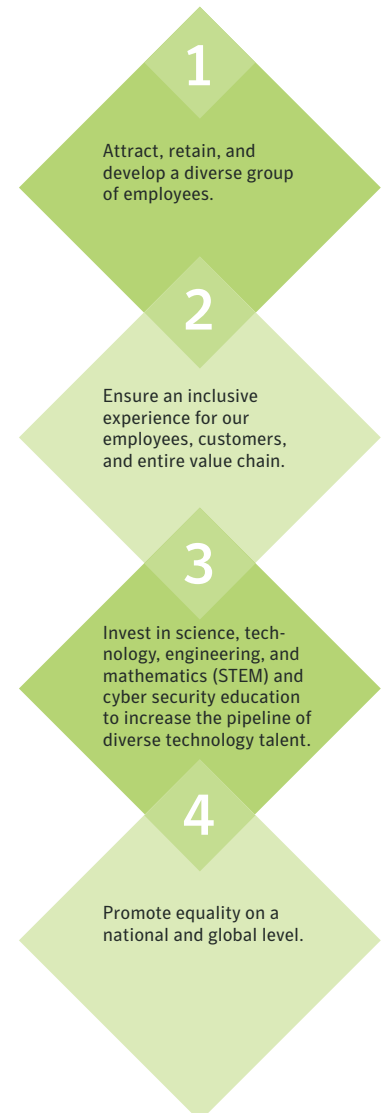 1
Attract, retain, and
develop a diverse group
of employees.
2
Ensure an inclusive
experience for our
employees, customers,
and entire value chain.
3
Invest in science, tech-
nology, engineering, and
mathematics (STEM) and
cyber security education
to increase the pipeline of
diverse technology talent.
4
Promote equality on a
national and global level.